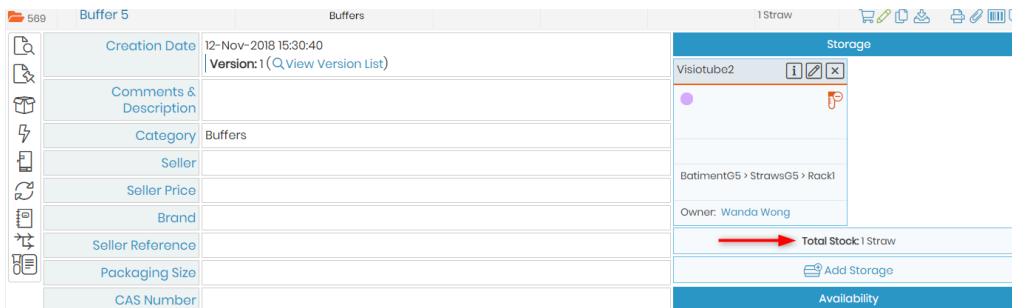 569 Buffer 5 Buffers 1 Straw
Creation Date 12-Nov-2018 15:30:40
Version: 1 (View Version List)
Comments &
Description
Category Buffers
Seller
Seller Price
Brand
Seller Reference
Packaging Size
CAS Number
Storage
Visiotube2
BatimentG5 > StrawsG5 > Rack1
Owner: Wanda Wong
Total Stock: 1 Straw
Add Storage
Availability